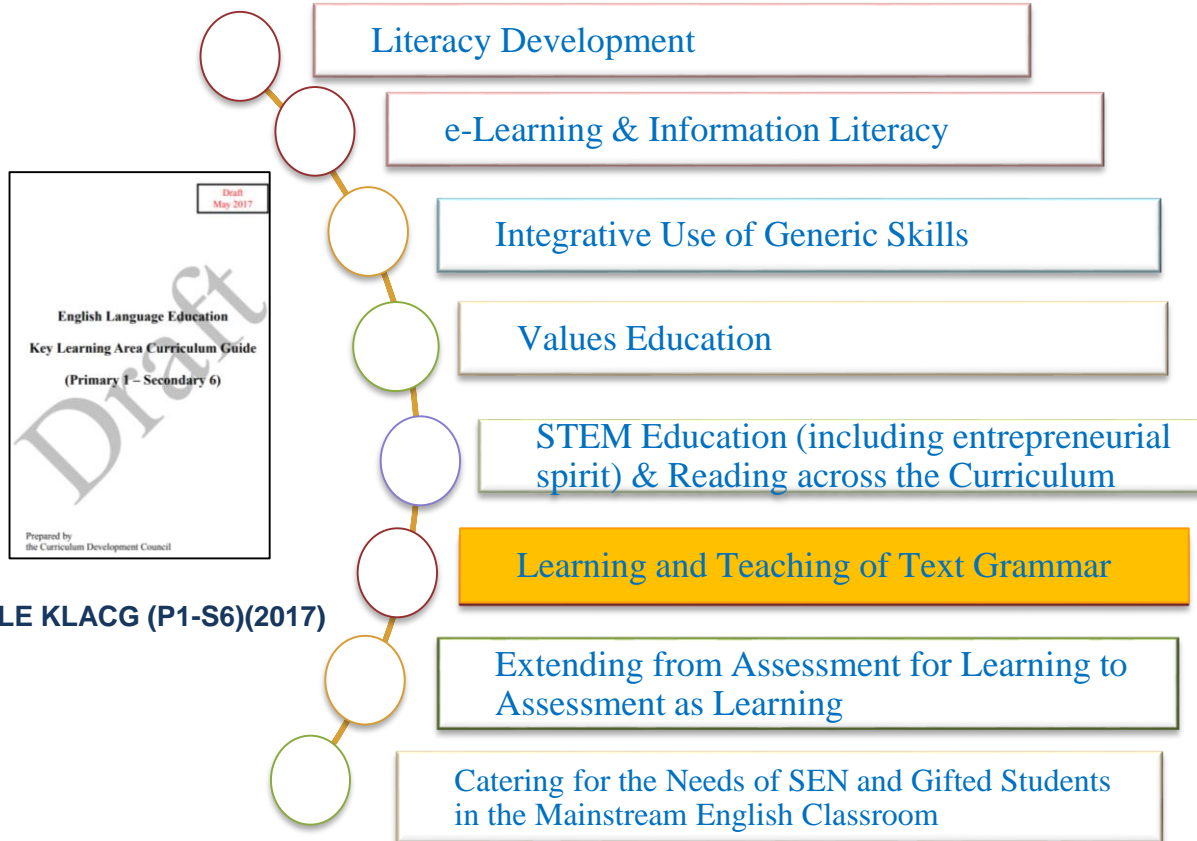 Literacy Development
e-Learning & Information Literacy
Integrative Use of Generic Skills
Values Education
STEM Education (including entrepreneurial
spirit) & Reading across the Curriculum
Learning and Teaching of Text Grammar
Extending from Assessment for Learning to
Assessment as Learning
Catering for the Needs of SEN and Gifted Students
in the Mainstream English Classroom
Draft
May 2017
Draft
English Language Education
Key Learning Area Curriculum Guide
(Primary 1 – Secondary 6)
Prepared by
the Curriculum Development Council
LE KLACG (P1-S6)(2017)